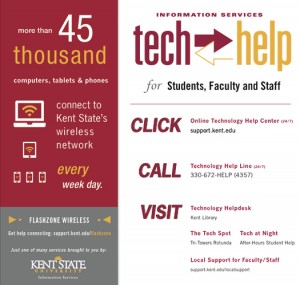 more than 45
thousand
computers, tablets & phones
connect to
Kent State's
wireless
network
every
week day.
FLASHZONE WIRELESS
Get help connecting: support.kent.edu/flashzone
Just one of many services brought to you by:
KENT STATE
UNIVERSITY
Information Services
INFORMATION SERVICES
tech help
for Students, Faculty and Staff
CLICK
Online Technology Help Center (24/7)
support.kent.edu
CALL
Technology Help Line (24/7)
330-672-HELP (4357)
VISIT
Technology Helpdesk
Kent Library
The Tech Spot
Tri-Towers Rotunda
Tech at Night
After-Hours Student Help
Local Support for Faculty/Staff
support.kent.edu/localsupport